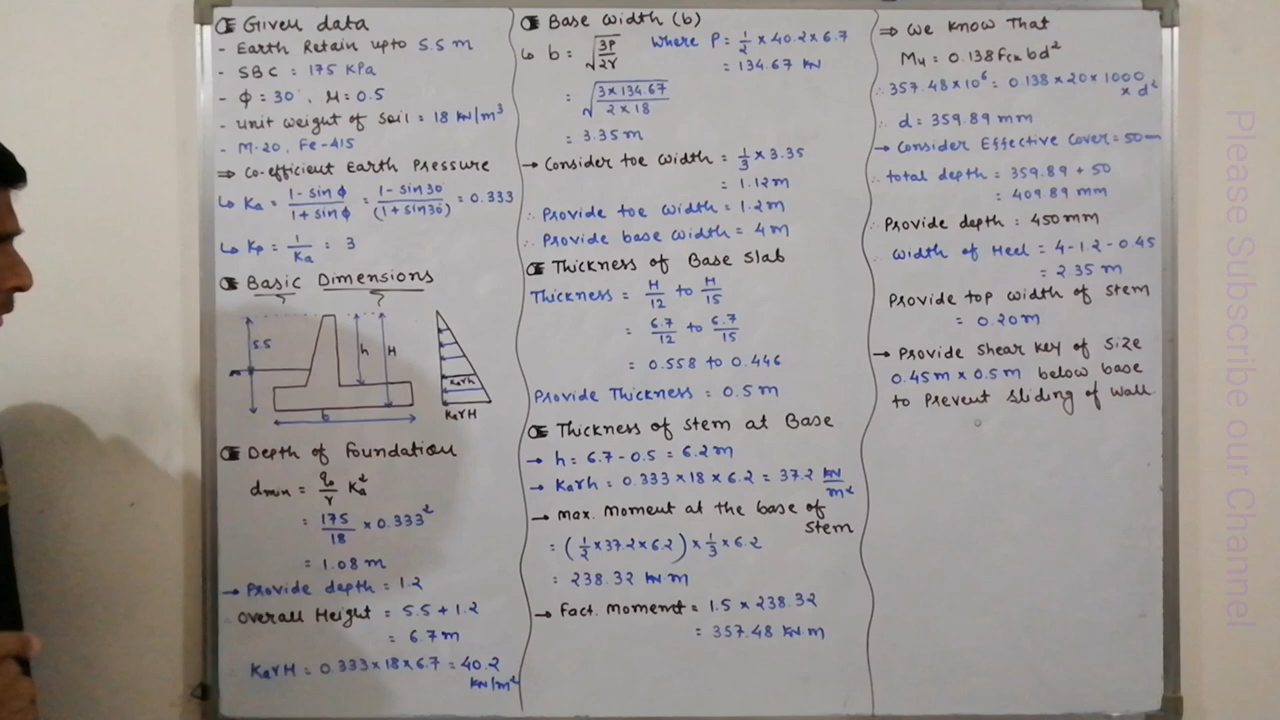 Given data
- Earth Retain upto 5.5 m
- SBC = 175 KPa
- ϕ = 30°, μ = 0.5
- unit weight of soil = 18 kN/m³
- M-20, Fe-415
⇒ Co-efficient Earth Pressure
↳ Ka = (1 - sin ϕ)/(1 + sin ϕ) = (1 - sin 30)/(1 + sin 30) = 0.333
↳ Kp = 1/Ka = 3
Basic Dimensions
5.5
h
H
b
Kaγh
KaγH
Depth of Foundation
dmin = q₀/γ Ka²
= 175/18 × 0.333²
= 1.08 m
→ Provide depth = 1.2
Overall Height = 5.5 + 1.2
= 6.7 m
∴ KaγH = 0.333 × 18 × 6.7 = 40.2 kN/m²
Base width (b)
↳ b = √(3P/2γ) where P = 1/2 × 40.2 × 6.7
= 134.67 kN
= √((3 × 134.67)/(2 × 18))
= 3.35 m
→ Consider toe width = 1/3 × 3.35
= 1.12 m
∴ Provide toe width = 1.2 m
∴ Provide base width = 4 m
Thickness of Base slab
Thickness = H/12 to H/15
= 6.7/12 to 6.7/15
= 0.558 to 0.446
Provide Thickness = 0.5 m
Thickness of stem at Base
→ h = 6.7 - 0.5 = 6.2 m
→ Kaγh = 0.333 × 18 × 6.2 = 37.2 kN/m²
→ Max. Moment at the base of stem
= (1/2 × 37.2 × 6.2) × 1/3 × 6.2
= 238.32 kN m
→ Fact. Moment = 1.5 × 238.32
= 357.48 kN.m
⇒ We Know That
Mu = 0.138 fck bd²
∴ 357.48 × 10⁶ = 0.138 × 20 × 1000 × d²
∴ d = 359.89 mm
→ Consider Effective Cover = 50 mm
∴ total depth = 359.89 + 50
= 409.89 mm
Provide depth = 450 mm
∴ width of Heel = 4 - 1.2 - 0.45
= 2.35 m
Provide top width of stem
= 0.20 m
→ Provide shear key of size
0.45 m × 0.5 m below base
to Prevent sliding of wall.
Please Subscribe our Channel